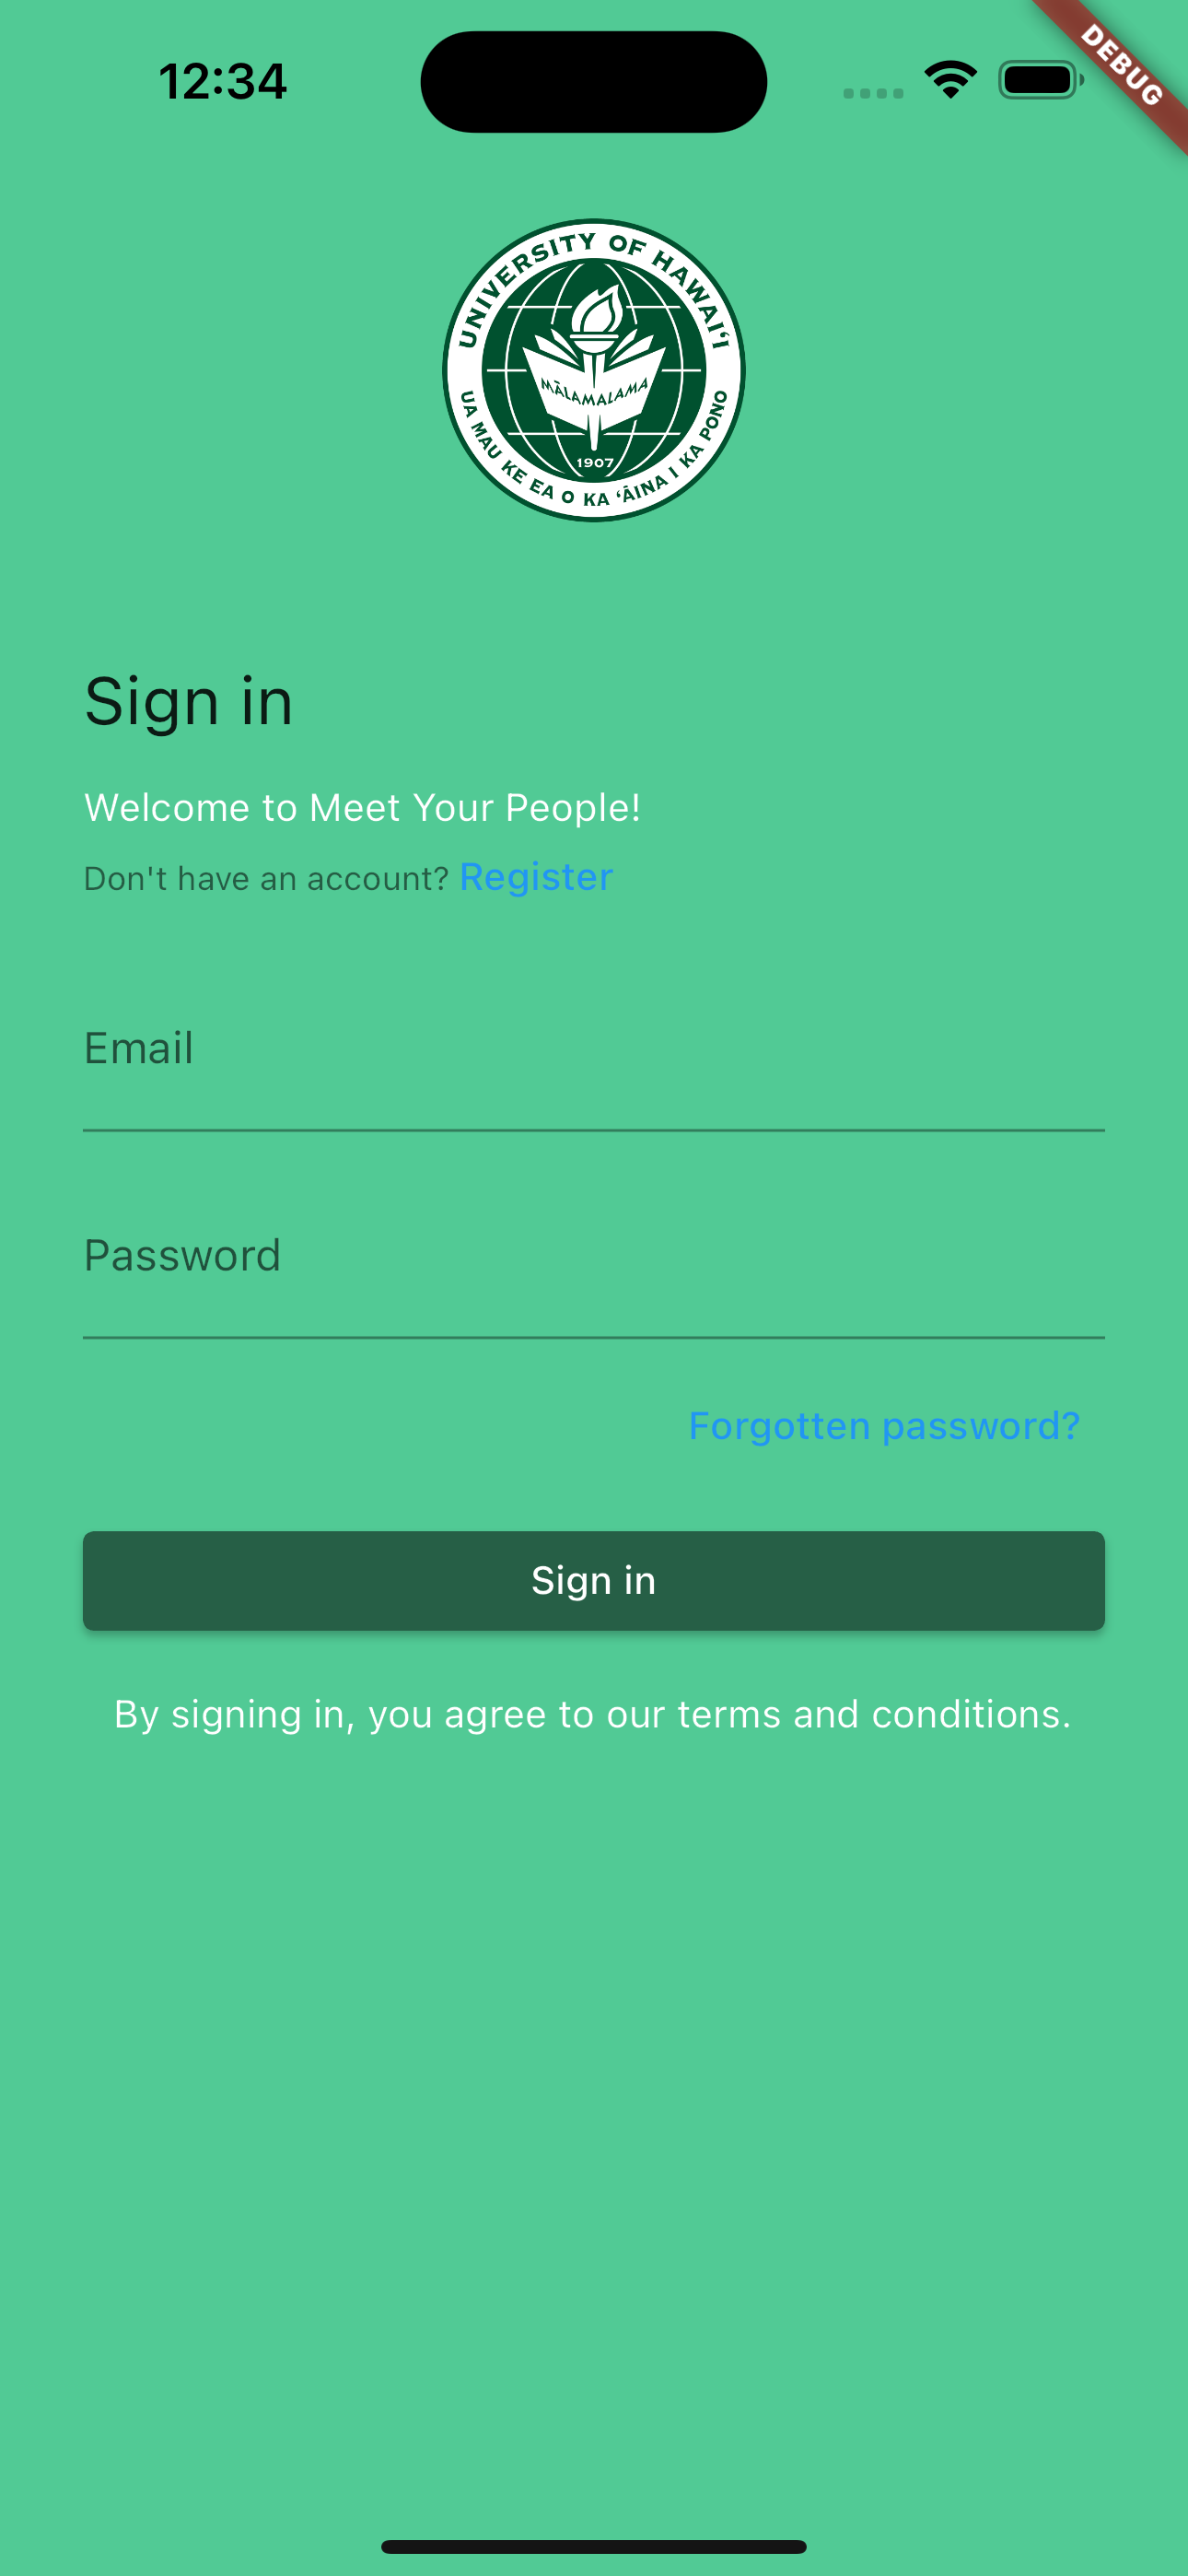 12:34
DEBUG
UNIVERSITY OF HAWAIʻI
MĀLAMALAMA
1907
UA MAU KE EA O KA ʻĀINA I KA PONO
Sign in
Welcome to Meet Your People!
Don't have an account? Register
Email
Password
Forgotten password?
Sign in
By signing in, you agree to our terms and conditions.